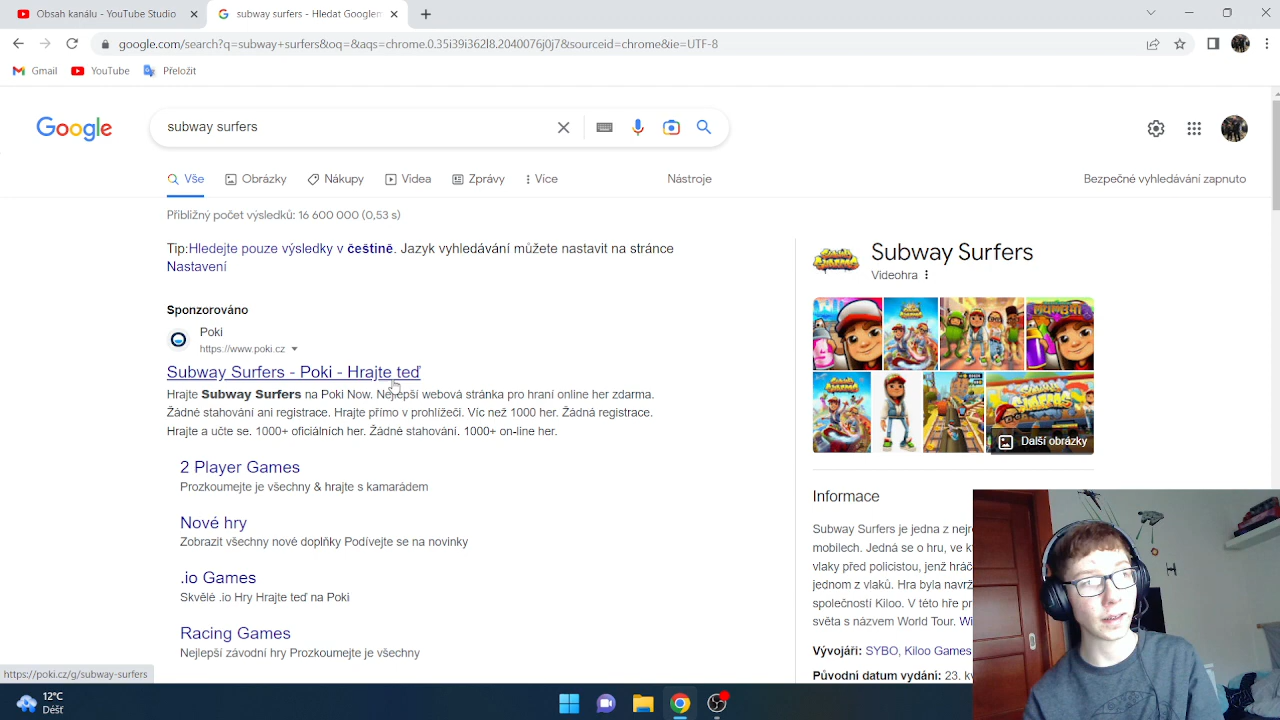 Obsah kanálu - YouTube Studio
subway surfers - Hledat Googlem
google.com/search?q=subway+surfers&oq=&aqs=chrome.0.35i39i362l8.2040076j0j7&sourceid=chrome&ie=UTF-8
Gmail
YouTube
Přeložit
Google
subway surfers
Vše
Obrázky
Nákupy
Videa
Zprávy
Více
Nástroje
Bezpečné vyhledávání zapnuto
Přibližný počet výsledků: 16 600 000 (0,53 s)
Tip:Hledejte pouze výsledky v češtině. Jazyk vyhledávání můžete nastavit na stránce
Nastavení
Sponzorováno
Poki
https://www.poki.cz
Subway Surfers - Poki - Hrajte teď
Hrajte Subway Surfers na Poki Now. Nejlepší webová stránka pro hraní online her zdarma.
Žádné stahování ani registrace, Hrajte přímo v prohlížeči. Víc než 1000 her. Žádná registrace.
Hrajte a učte se. 1000+ onlinových her. Žádné stahování. 1000+ on-line her.
2 Player Games
Prozkoumejte je všechny & hrajte s kamarádem
Nové hry
Zobrazit všechny nové doplňky Podívejte se na novinky
.io Games
Skvělé .io Hry Hrajte teď na Poki
Racing Games
Nejlepší závodní hry Prozkoumejte je všechny
Subway Surfers
Videohra
Další obrázky
Informace
Subway Surfers je jedna z
mobilech. Jedná se o hru, ve
vlaky před policistou, jenž
jednom z vlaků. Hra byla
společností Kiloo. V této hře
světa s názvem World Tour.
Vývojáři: SYBO, Kiloo Games
Původní datum vydání: 23.
https://poki.cz/g/subway-surfers
12°C
Déšť